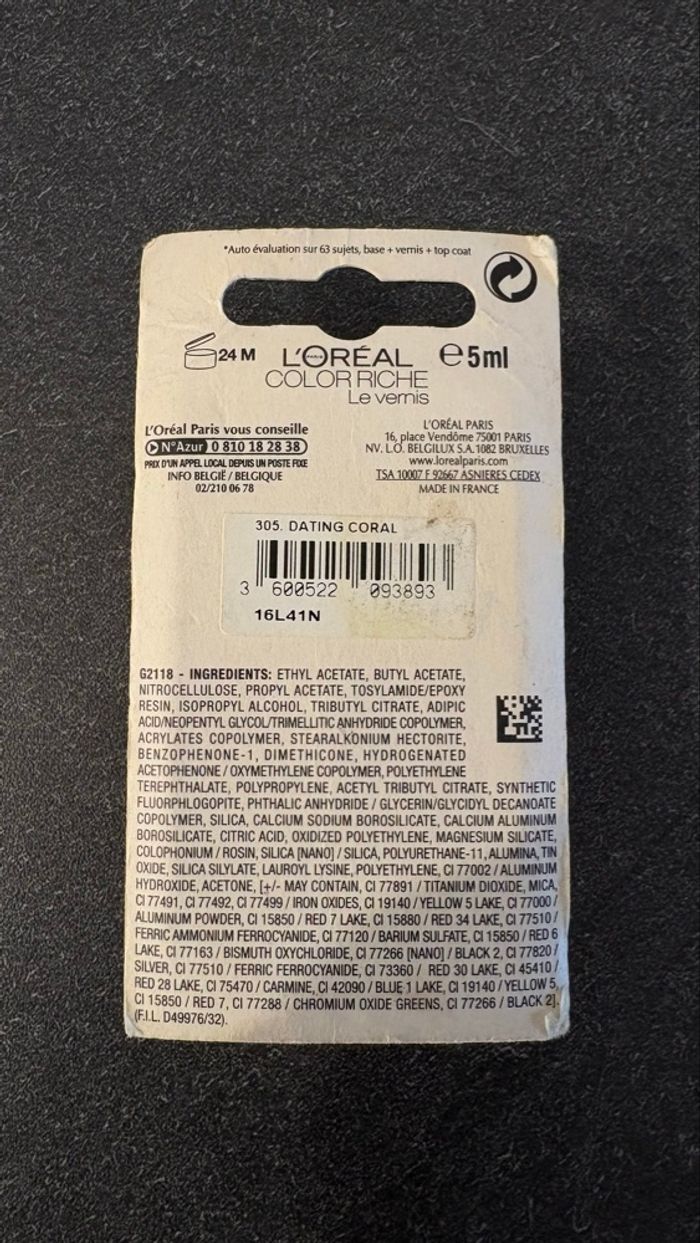 *Auto évaluation sur 63 sujets, base + vernis + top coat
24 M
L'ORÉAL
PARIS
COLOR RICHE
Le vernis
℮5ml
L'Oréal Paris vous conseille
N°Azur 0 810 18 28 38
PRIX D'UN APPEL LOCAL DEPUIS UN POSTE FIXE
INFO BELGIË / BELGIQUE
02/210 06 78
L'ORÉAL PARIS
16, place Vendôme 75001 PARIS
NV. L.O. BELGILUX S.A. 1082 BRUXELLES
www.lorealparis.com
TSA 10007 F 92667 ASNIERES CEDEX
MADE IN FRANCE
305. DATING CORAL
3 600522 093893
16L41N
G2118 - INGREDIENTS: ETHYL ACETATE, BUTYL ACETATE,
NITROCELLULOSE, PROPYL ACETATE, TOSYLAMIDE/EPOXY
RESIN, ISOPROPYL ALCOHOL, TRIBUTYL CITRATE, ADIPIC
ACID/NEOPENTYL GLYCOL/TRIMELLITIC ANHYDRIDE COPOLYMER,
ACRYLATES COPOLYMER, STEARALKONIUM HECTORITE,
BENZOPHENONE-1, DIMETHICONE, HYDROGENATED
ACETOPHENONE / OXYMETHYLENE COPOLYMER, POLYETHYLENE
TEREPHTHALATE, POLYPROPYLENE, ACETYL TRIBUTYL CITRATE, SYNTHETIC
FLUORPHLOGOPITE, PHTHALIC ANHYDRIDE / GLYCERIN/GLYCIDYL DECANOATE
COPOLYMER, SILICA, CALCIUM SODIUM BOROSILICATE, CALCIUM ALUMINUM
BOROSILICATE, CITRIC ACID, OXIDIZED POLYETHYLENE, MAGNESIUM SILICATE,
COLOPHONIUM / ROSIN, SILICA [NANO] / SILICA, POLYURETHANE-11, ALUMINA, TIN
OXIDE, SILICA SILYLATE, LAUROYL LYSINE, POLYETHYLENE, CI 77002 / ALUMINUM
HYDROXIDE, ACETONE, [+/- MAY CONTAIN, CI 77891 / TITANIUM DIOXIDE, MICA,
CI 77491, CI 77492, CI 77499 / IRON OXIDES, CI 19140 / YELLOW 5 LAKE, CI 77000 /
ALUMINUM POWDER, CI 15850 / RED 7 LAKE, CI 15880 / RED 34 LAKE, CI 77510 /
FERRIC AMMONIUM FERROCYANIDE, CI 77120 / BARIUM SULFATE, CI 15850 / RED 6
LAKE, CI 77163 / BISMUTH OXYCHLORIDE, CI 77266 [NANO] / BLACK 2, CI 77820 /
SILVER, CI 77510 / FERRIC FERROCYANIDE, CI 73360 / RED 30 LAKE, CI 45410 /
RED 28 LAKE, CI 75470 / CARMINE, CI 42090 / BLUE 1 LAKE, CI 19140 / YELLOW 5,
CI 15850 / RED 7, CI 77288 / CHROMIUM OXIDE GREENS, CI 77266 / BLACK 2].
(F.I.L. D49976/32).